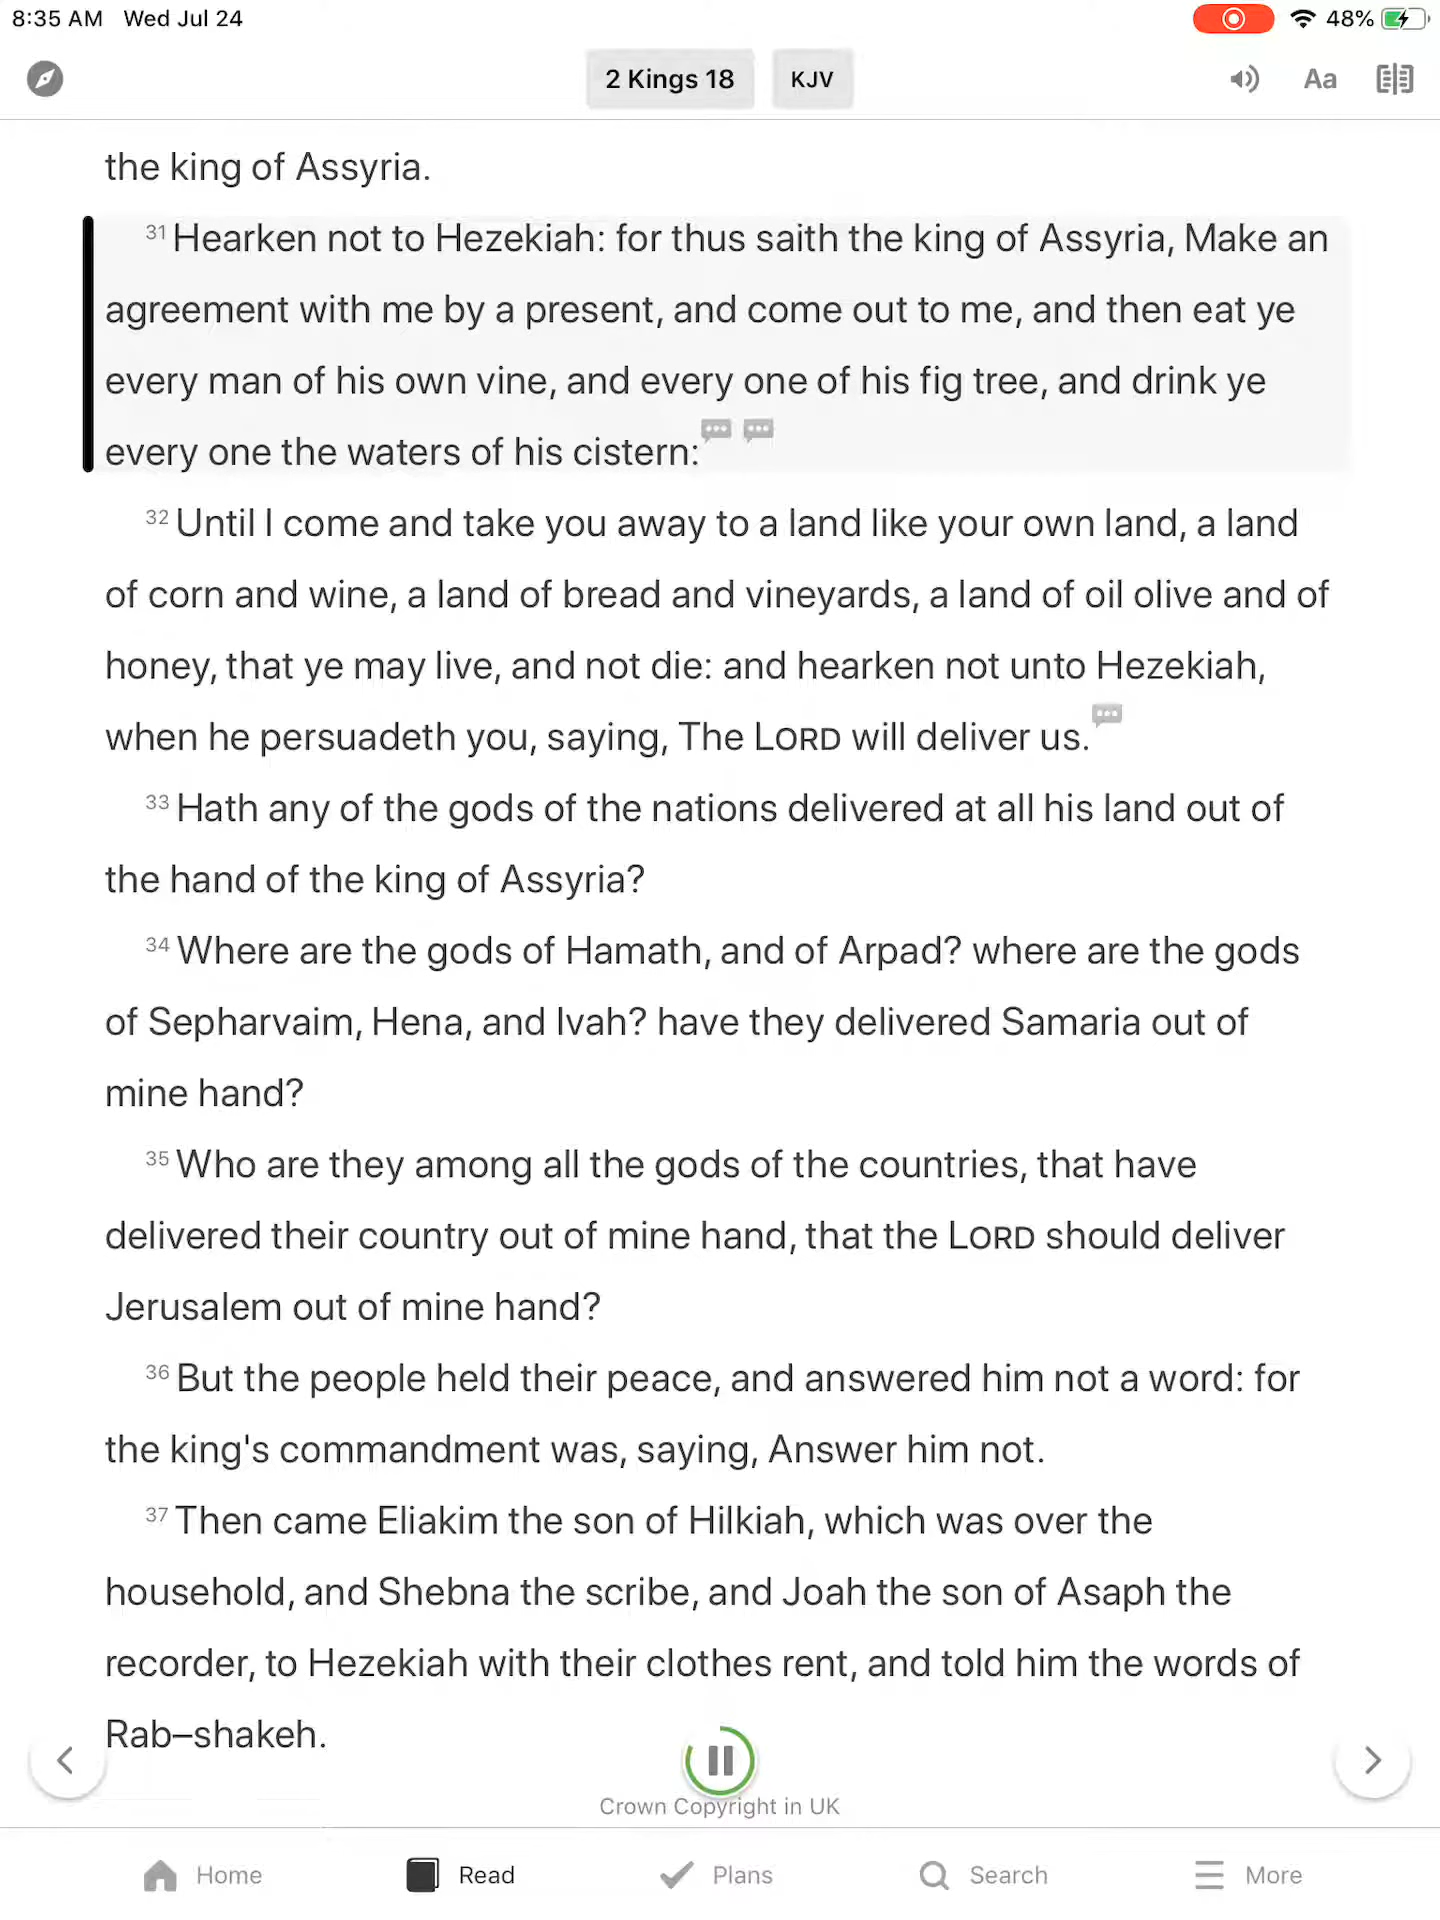 8:35 AM Wed Jul 24 48%
2 Kings 18 KJV Aa
the king of Assyria.
31 Hearken not to Hezekiah: for thus saith the king of Assyria, Make an
agreement with me by a present, and come out to me, and then eat ye
every man of his own vine, and every one of his fig tree, and drink ye
every one the waters of his cistern:
32 Until I come and take you away to a land like your own land, a land
of corn and wine, a land of bread and vineyards, a land of oil olive and of
honey, that ye may live, and not die: and hearken not unto Hezekiah,
when he persuadeth you, saying, The LORD will deliver us.
33 Hath any of the gods of the nations delivered at all his land out of
the hand of the king of Assyria?
34 Where are the gods of Hamath, and of Arpad? where are the gods
of Sepharvaim, Hena, and Ivah? have they delivered Samaria out of
mine hand?
35 Who are they among all the gods of the countries, that have
delivered their country out of mine hand, that the LORD should deliver
Jerusalem out of mine hand?
36 But the people held their peace, and answered him not a word: for
the king's commandment was, saying, Answer him not.
37 Then came Eliakim the son of Hilkiah, which was over the
household, and Shebna the scribe, and Joah the son of Asaph the
recorder, to Hezekiah with their clothes rent, and told him the words of
Rab–shakeh.
Crown Copyright in UK
Home Read Plans Search More